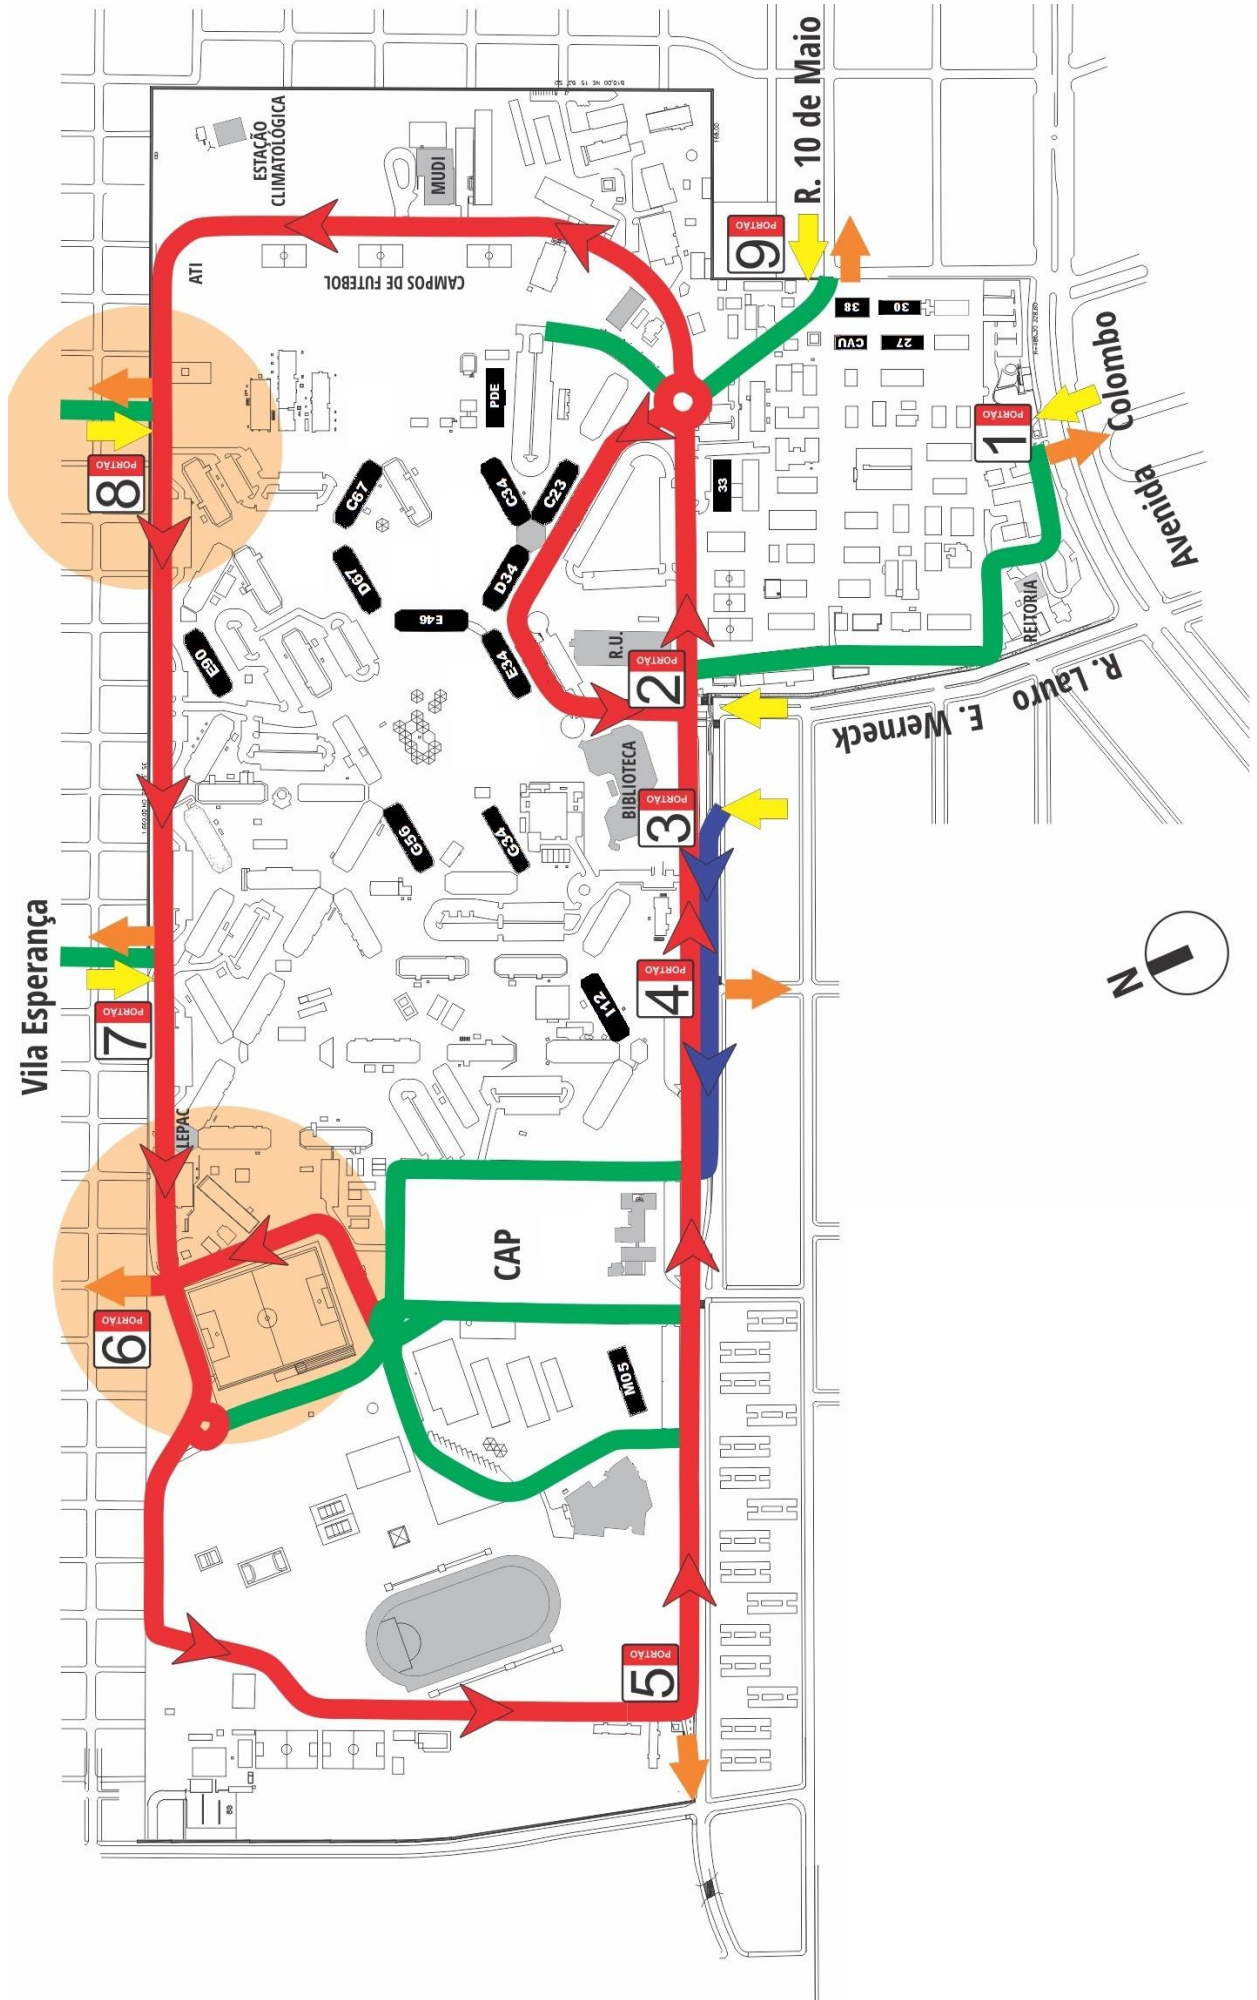 R. 10 de Maio
ESTAÇÃO
CLIMATOLÓGICA
MUDI
PORTÃO
9
ATI
CAMPOS DE FUTEBOL
38
30
CVU
27
PDE
Avenida
Colombo
PORTÃO
1
PORTÃO
8
C67
C34
C23
33
D67
D34
E46
E34
E90
R.U.
REITORIA
PORTÃO
2
R. Lauro
E. Werneck
BIBLIOTECA
PORTÃO
3
G56
G34
Vila Esperança
PORTÃO
7
I12
PORTÃO
4
N
LEPAC
CAP
PORTÃO
6
M05
PORTÃO
5